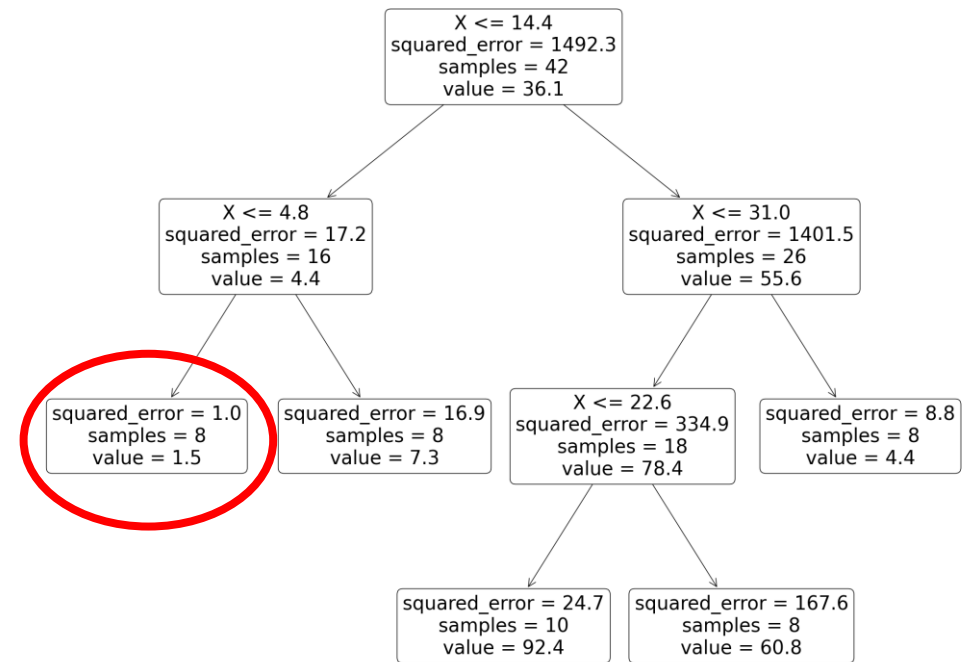 X <= 14.4
squared_error = 1492.3
samples = 42
value = 36.1
X <= 4.8
squared_error = 17.2
samples = 16
value = 4.4
X <= 31.0
squared_error = 1401.5
samples = 26
value = 55.6
squared_error = 1.0
samples = 8
value = 1.5
squared_error = 16.9
samples = 8
value = 7.3
X <= 22.6
squared_error = 334.9
samples = 18
value = 78.4
squared_error = 8.8
samples = 8
value = 4.4
squared_error = 24.7
samples = 10
value = 92.4
squared_error = 167.6
samples = 8
value = 60.8